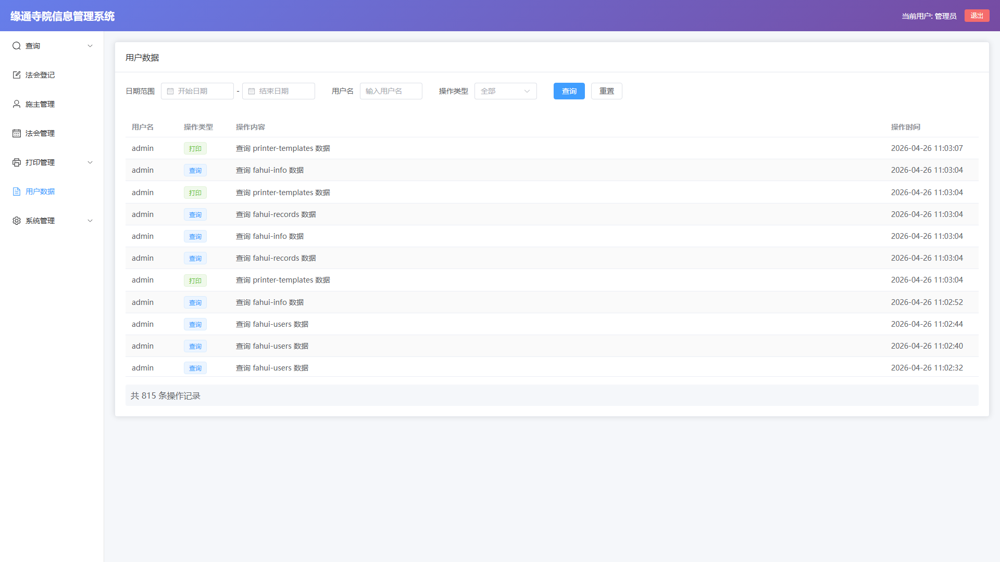 缘通寺院信息管理系统
当前用户: 管理员
退出
查询
法会登记
施主管理
法会管理
打印管理
用户数据
系统管理
用户数据
日期范围 开始日期 - 结束日期 用户名 输入用户名 操作类型 全部 查询 重置
用户名 操作类型 操作内容 操作时间
admin 打印 查询 printer-templates 数据 2026-04-26 11:03:07
admin 查询 查询 fahui-info 数据 2026-04-26 11:03:04
admin 打印 查询 printer-templates 数据 2026-04-26 11:03:04
admin 查询 查询 fahui-records 数据 2026-04-26 11:03:04
admin 查询 查询 fahui-info 数据 2026-04-26 11:03:04
admin 查询 查询 fahui-records 数据 2026-04-26 11:03:04
admin 打印 查询 printer-templates 数据 2026-04-26 11:03:04
admin 查询 查询 fahui-info 数据 2026-04-26 11:02:52
admin 查询 查询 fahui-users 数据 2026-04-26 11:02:44
admin 查询 查询 fahui-users 数据 2026-04-26 11:02:40
admin 查询 查询 fahui-users 数据 2026-04-26 11:02:32
共 815 条操作记录